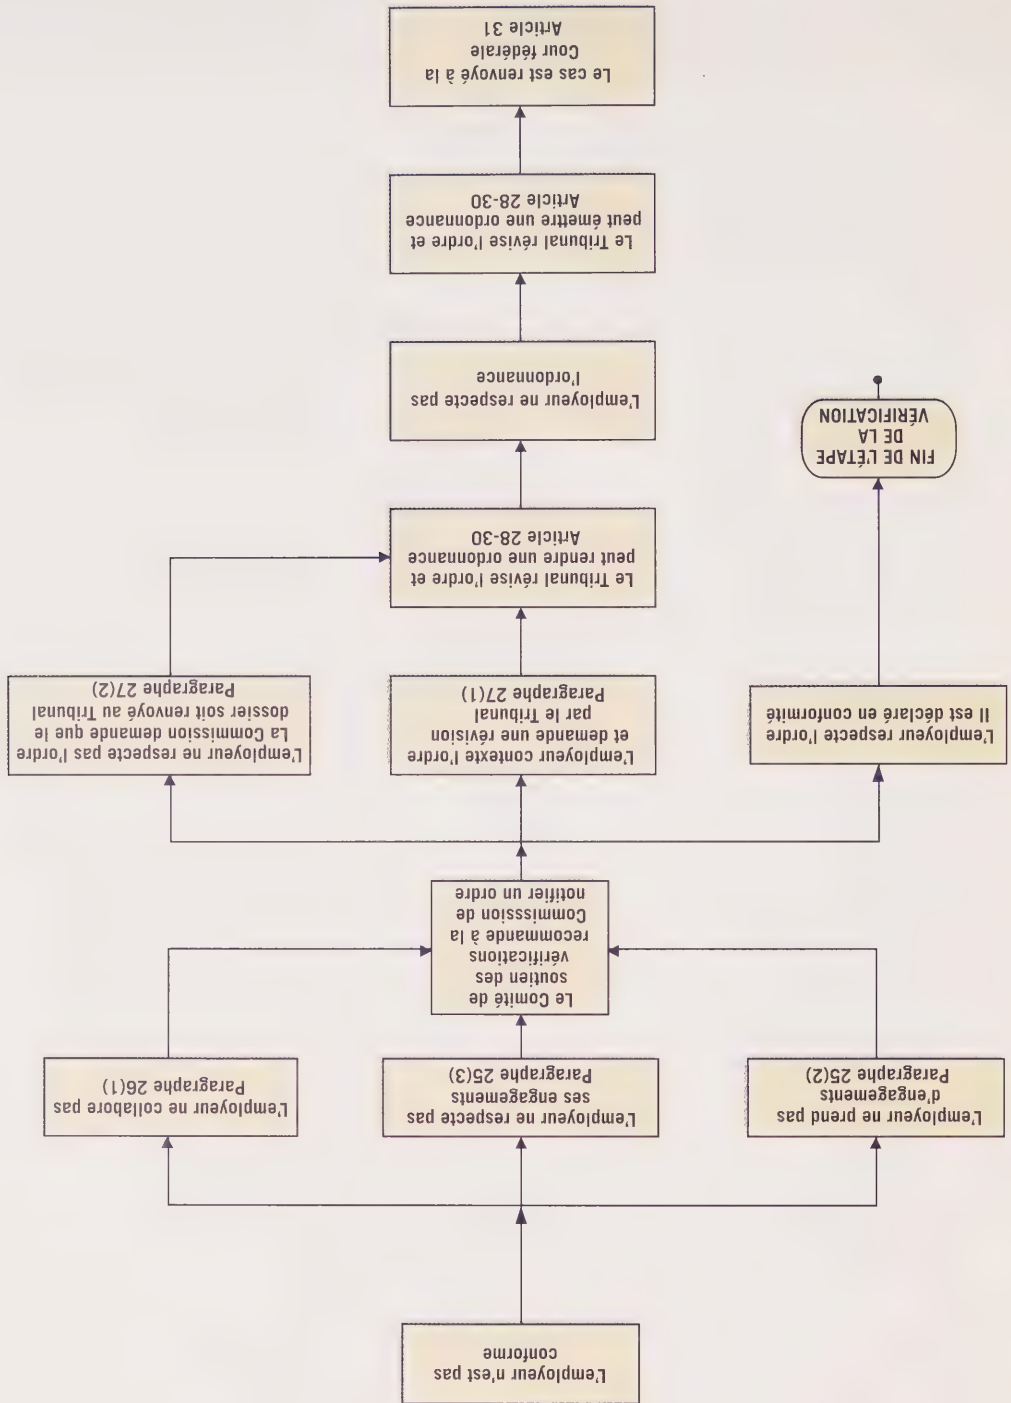 L'employeur n'est pas
conforme
L'employeur ne prend pas
d'engagements
Paragraphe 25(2)
L'employeur ne respecte pas
ses engagements
Paragraphe 25(3)
L'employeur ne collabore pas
Paragraphe 26(1)
Le Comité de
soutien des
vérifications
recommande à la
Commisssion de
notifier un ordre
L'employeur respecte l'ordre
Il est déclaré en conformité
L'employeur contexte l'ordre
et demande une révision
par le Tribunal
Paragraphe 27(1)
L'employeur ne respecte pas l'ordre
La Commission demande que le
dossier soit renvoyé au Tribunal
Paragraphe 27(2)
Le Tribunal révise l'ordre et
peut rendre une ordonnance
Article 28-30
FIN DE L'ÉTAPE
DE LA
VÉRIFICATION
L'employeur ne respecte pas
l'ordonnance
Le Tribunal révise l'ordre et
peut émettre une ordonnance
Article 28-30
Le cas est renvoyé à la
Cour fédérale
Article 31